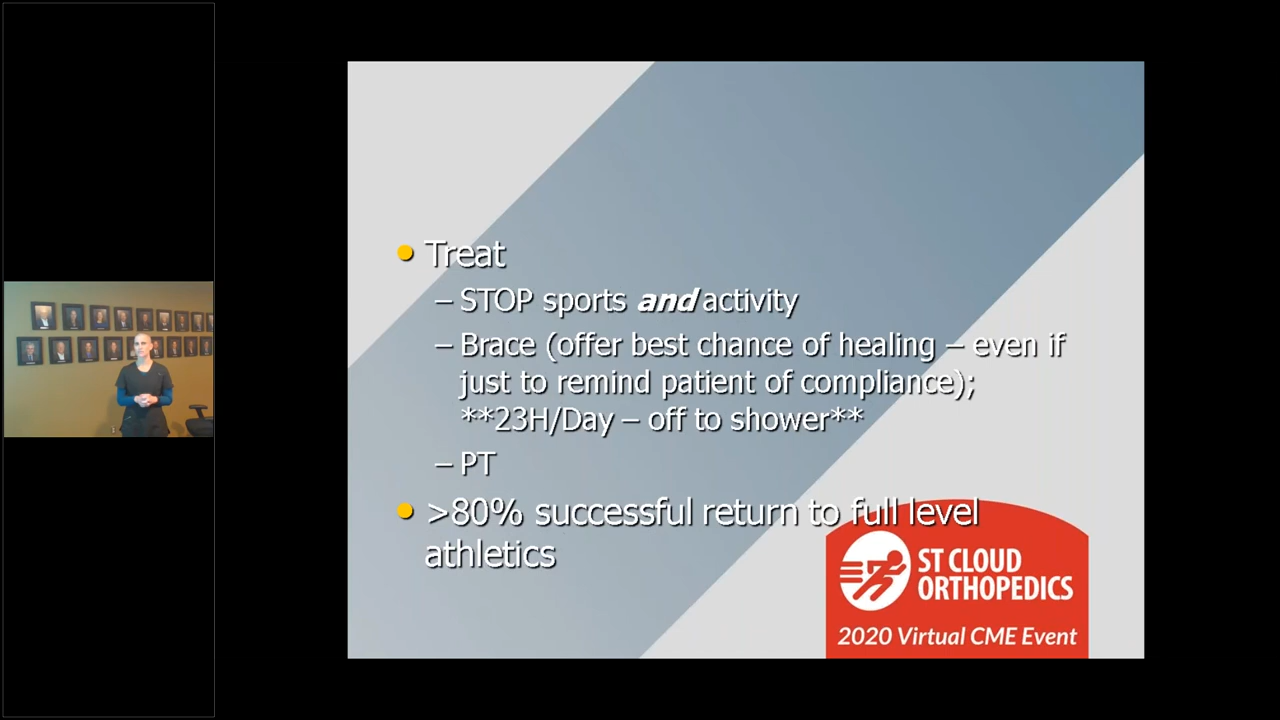 Treat
– STOP sports and activity
– Brace (offer best chance of healing – even if
just to remind patient of compliance);
**23H/Day – off to shower**
– PT
>80% successful return to full level
athletics
ST CLOUD
ORTHOPEDICS
2020 Virtual CME Event